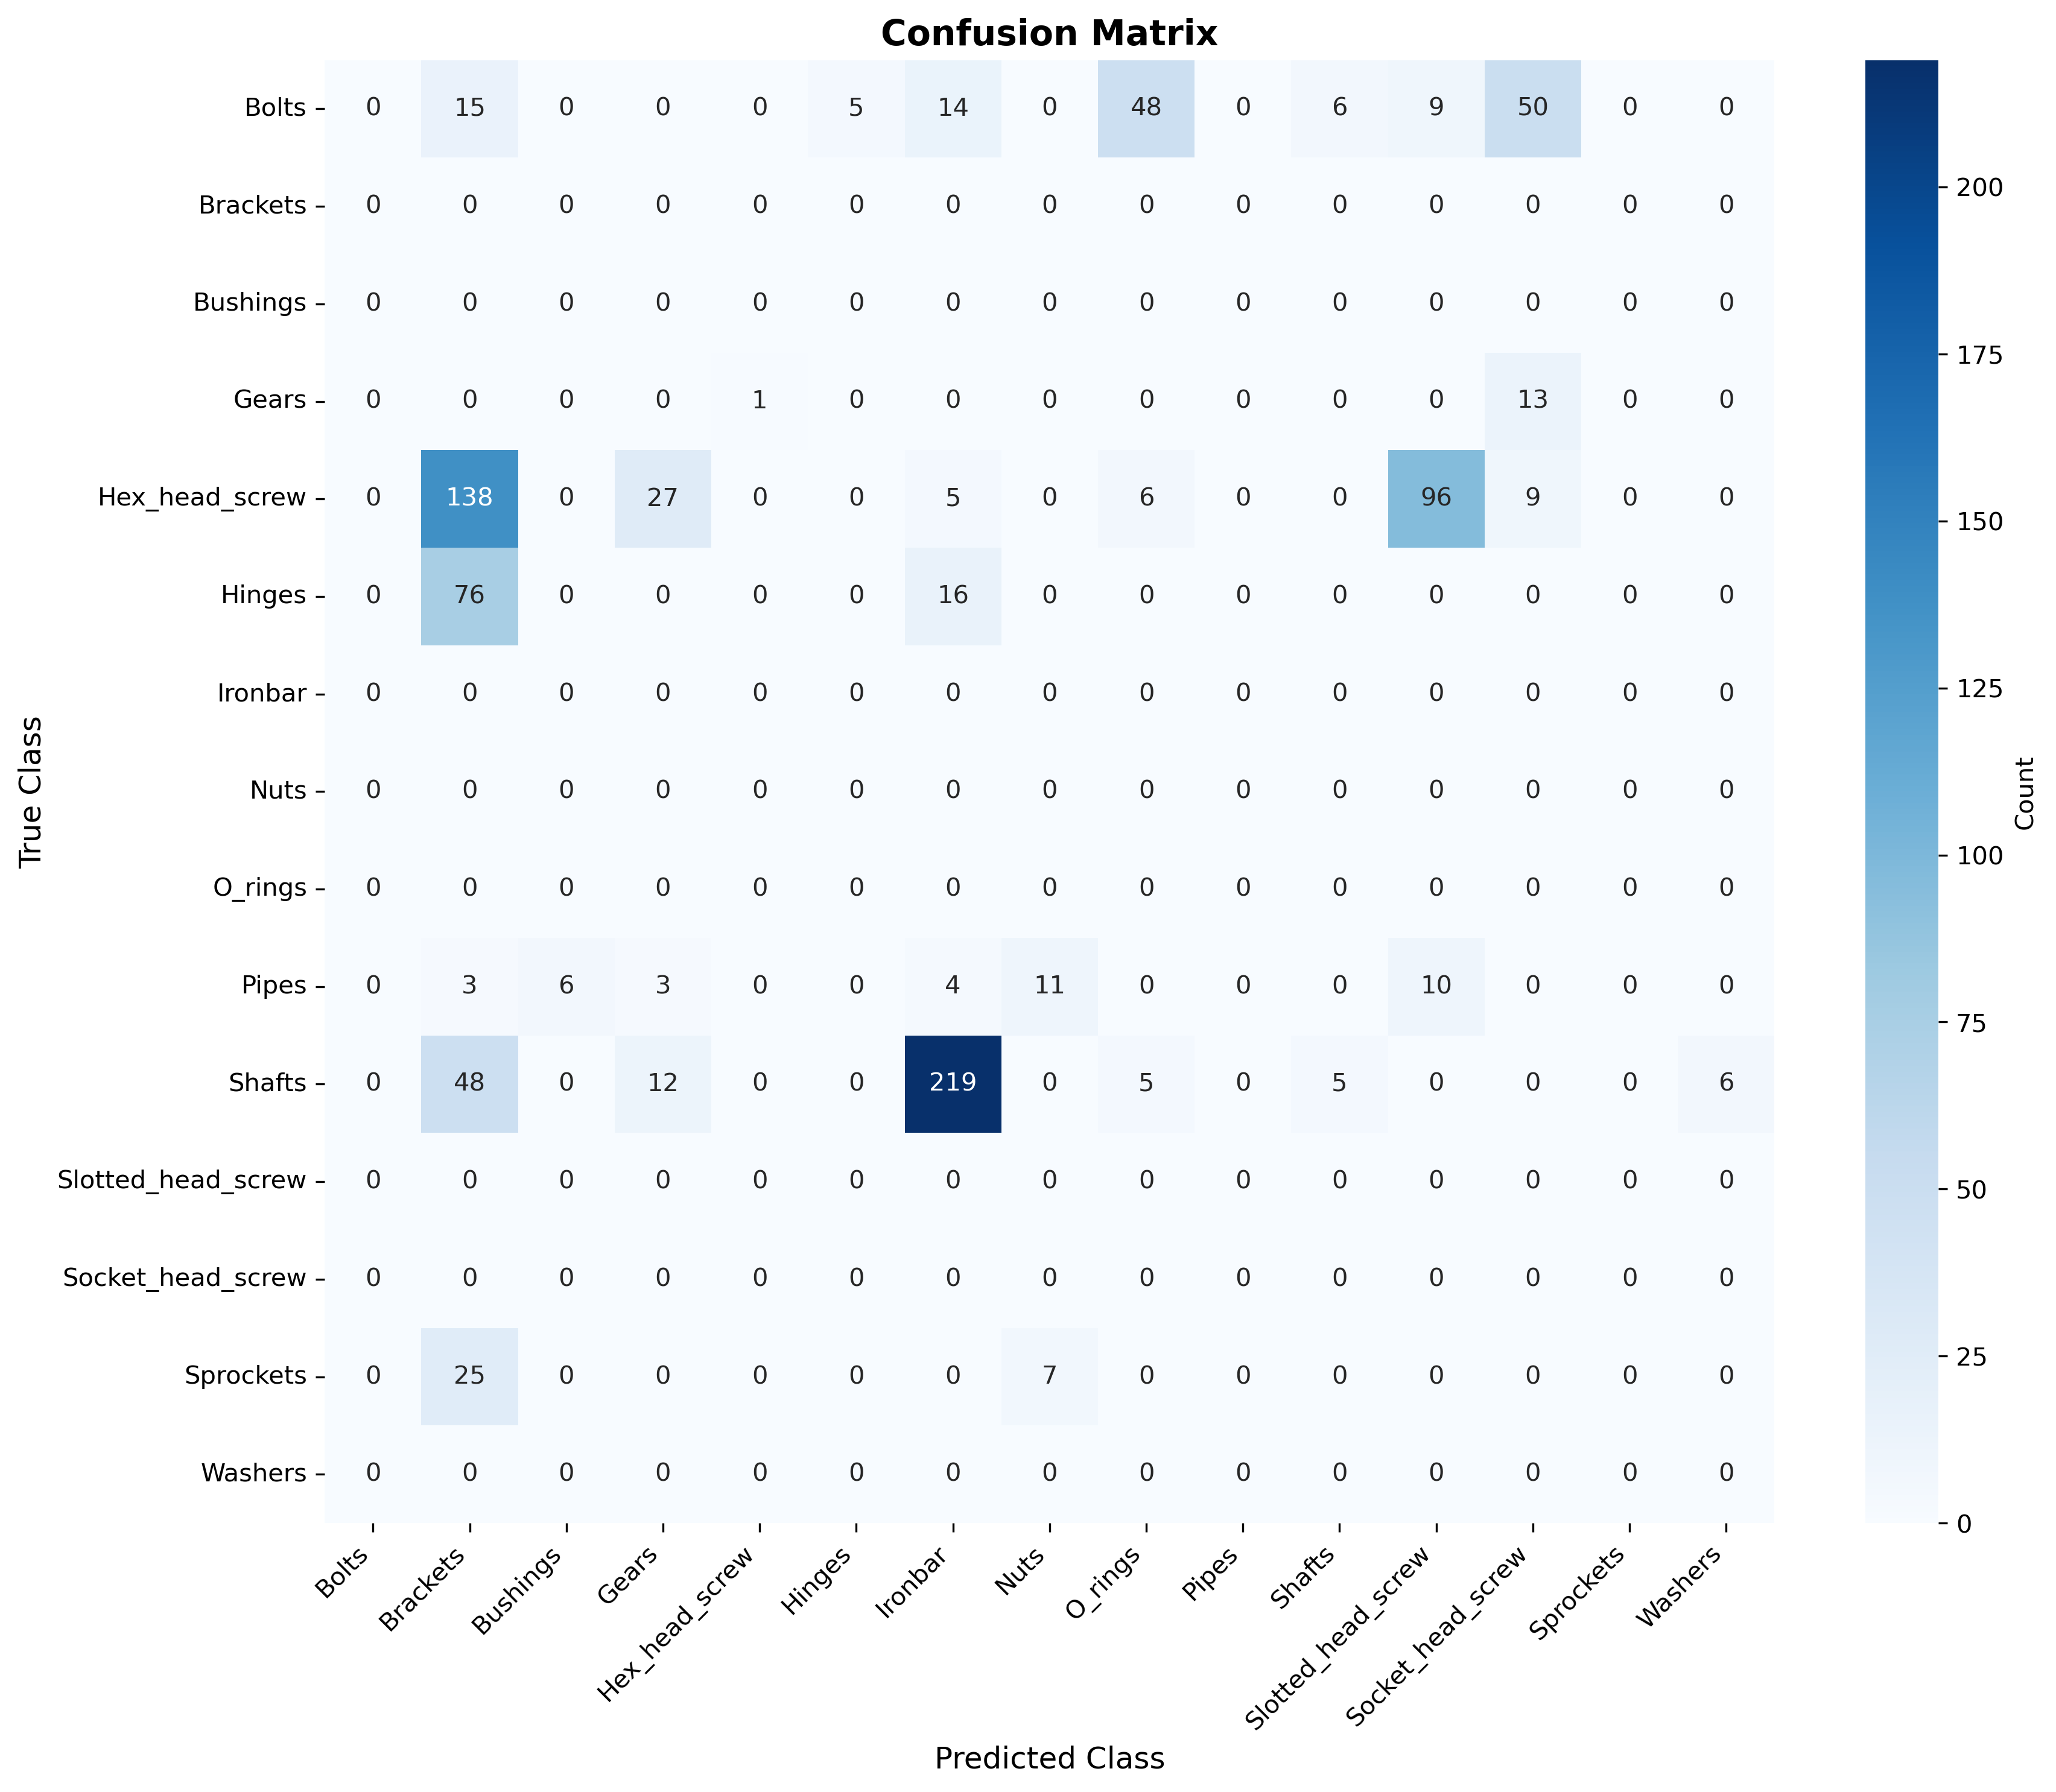 Confusion Matrix
Bolts 0 15 0 0 0 5 14 0 48 0 6 9 50 0 0
Brackets 0 0 0 0 0 0 0 0 0 0 0 0 0 0 0
Bushings 0 0 0 0 0 0 0 0 0 0 0 0 0 0 0
Gears 0 0 0 0 1 0 0 0 0 0 0 0 13 0 0
Hex_head_screw 0 138 0 27 0 0 5 0 6 0 0 96 9 0 0
Hinges 0 76 0 0 0 0 16 0 0 0 0 0 0 0 0
Ironbar 0 0 0 0 0 0 0 0 0 0 0 0 0 0 0
Nuts 0 0 0 0 0 0 0 0 0 0 0 0 0 0 0
O_rings 0 0 0 0 0 0 0 0 0 0 0 0 0 0 0
Pipes 0 3 6 3 0 0 4 11 0 0 0 10 0 0 0
Shafts 0 48 0 12 0 0 219 0 5 0 5 0 0 0 6
Slotted_head_screw 0 0 0 0 0 0 0 0 0 0 0 0 0 0 0
Socket_head_screw 0 0 0 0 0 0 0 0 0 0 0 0 0 0 0
Sprockets 0 25 0 0 0 0 0 7 0 0 0 0 0 0 0
Washers 0 0 0 0 0 0 0 0 0 0 0 0 0 0 0
Bolts Brackets Bushings Gears Hex_head_screw Hinges Ironbar Nuts O_rings Pipes Shafts Slotted_head_screw Socket_head_screw Sprockets Washers
Predicted Class
True Class
200
175
150
125
100
75
50
25
0
Count